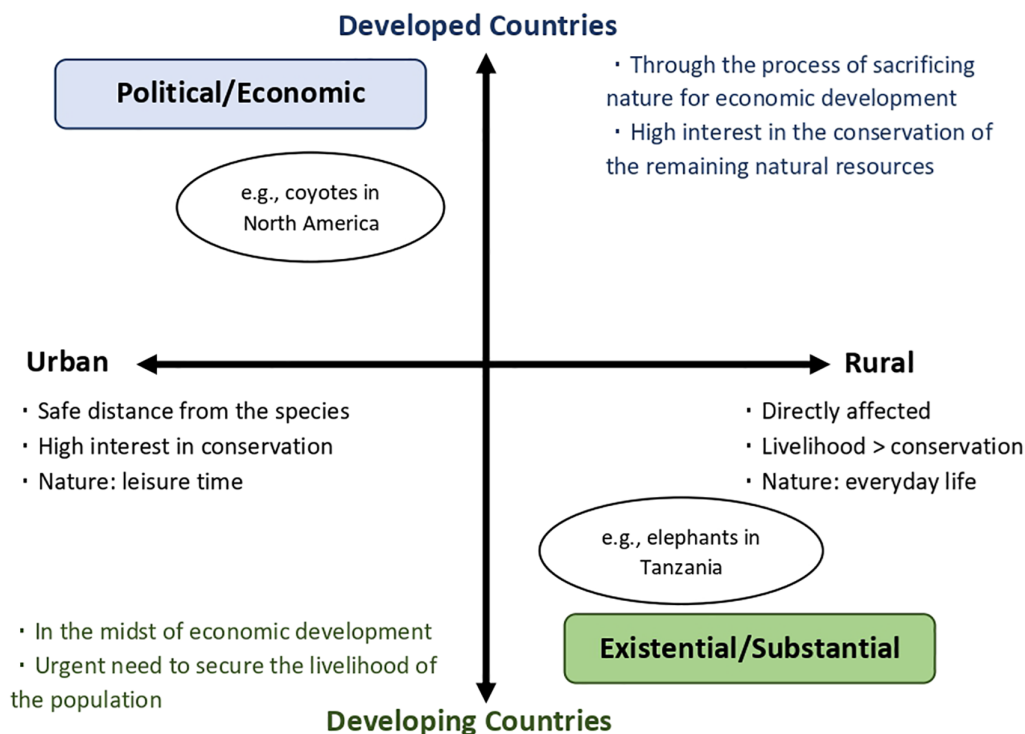 Developed Countries
Political/Economic
· Through the process of sacrificing
nature for economic development
· High interest in the conservation of
the remaining natural resources
e.g., coyotes in
North America
Urban
Rural
· Safe distance from the species
· High interest in conservation
· Nature: leisure time
· Directly affected
· Livelihood > conservation
· Nature: everyday life
e.g., elephants in
Tanzania
· In the midst of economic development
· Urgent need to secure the livelihood of
the population
Existential/Substantial
Developing Countries